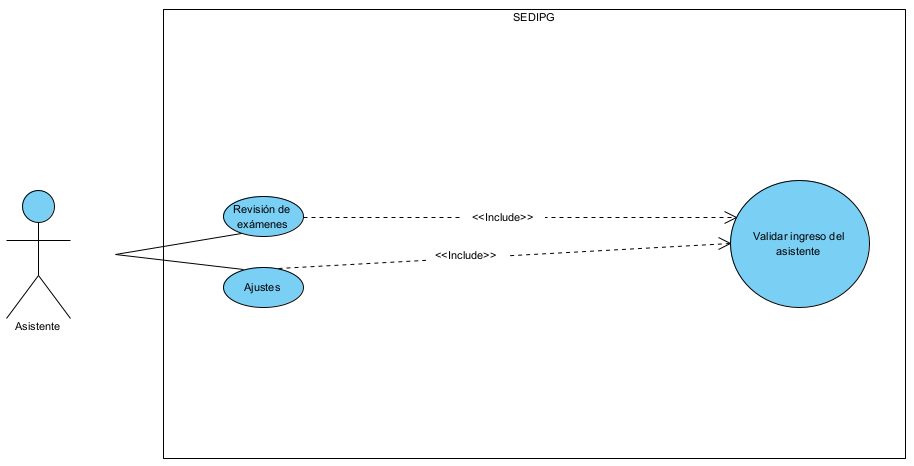 SEDIPG
Revisión de
exámenes
<<Include>>
Validar ingreso del
asistente
<<Include>>
Ajustes
Asistente